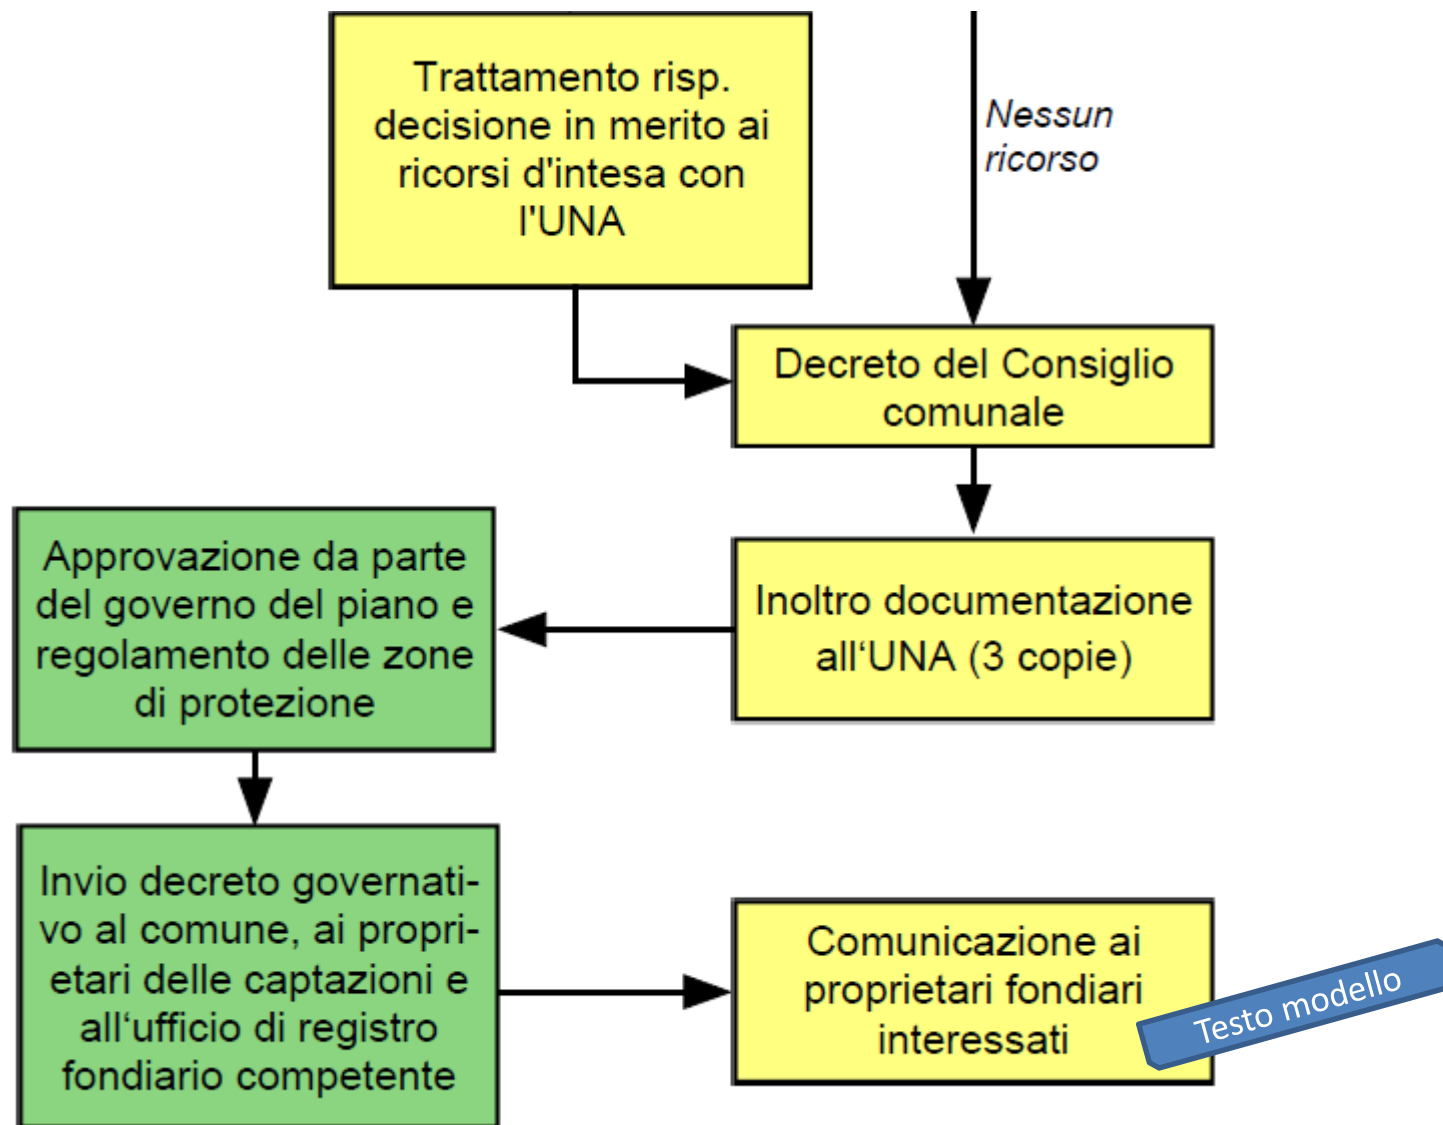 Trattamento risp.
decisione in merito ai
ricorsi d'intesa con
l'UNA
Nessun
ricorso
Decreto del Consiglio
comunale
Inoltro documentazione
all‘UNA (3 copie)
Approvazione da parte
del governo del piano e
regolamento delle zone
di protezione
Invio decreto governati-
vo al comune, ai propri-
etari delle captazioni e
all‘ufficio di registro
fondiario competente
Comunicazione ai
proprietari fondiari
interessati
Testo modello